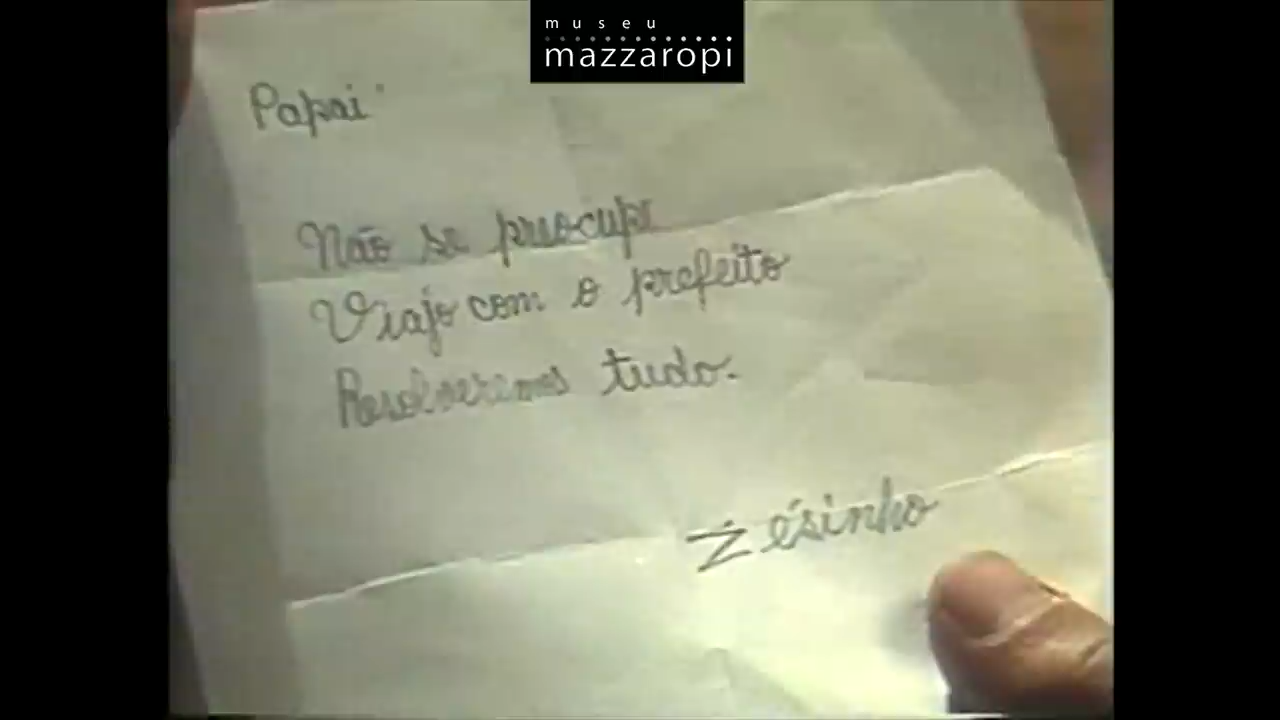 museu
mazzaropi
Papai
Não se preocupe
Viajo com o prefeito
Resolveremos tudo.
Zésinho